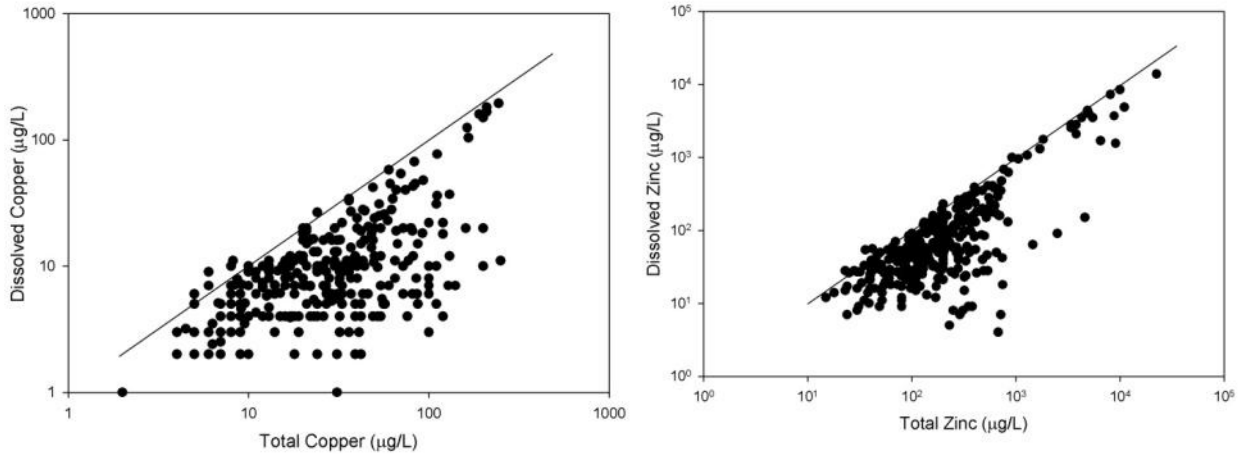 1000
100
10
1
Dissolved Copper (μg/L)
1 10 100 1000
Total Copper (μg/L)
10⁵
10⁴
10³
10²
10¹
10⁰
Dissolved Zinc (μg/L)
10⁰ 10¹ 10² 10³ 10⁴ 10⁵
Total Zinc (μg/L)